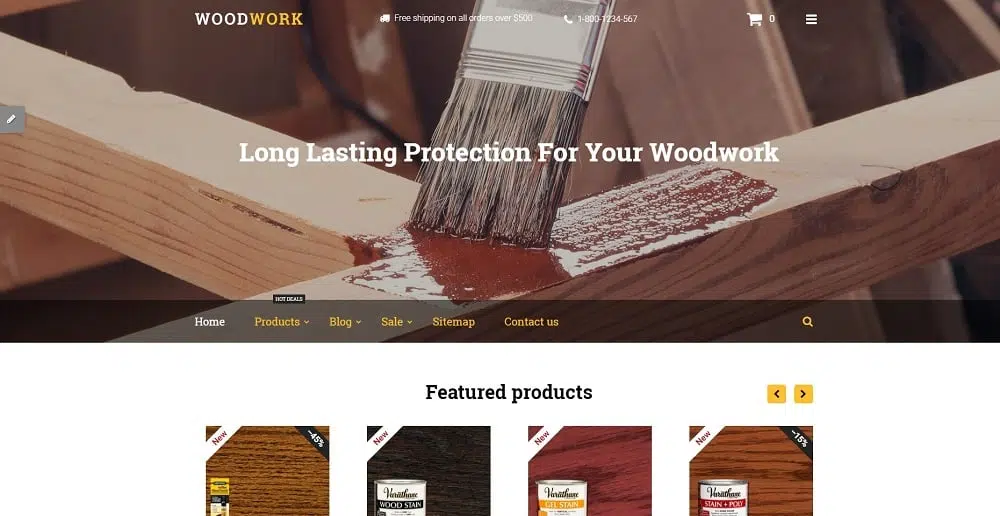 WOODWORK
Free shipping on all orders over $500
1-800-1234-567
0
Long Lasting Protection For Your Woodwork
HOT DEALS
Home
Products
Blog
Sale
Sitemap
Contact us
Featured products
New
-45%
New
Varathane
WOOD STAIN
New
Varathane
GEL STAIN
New
-15%
Varathane
STAIN + POLY